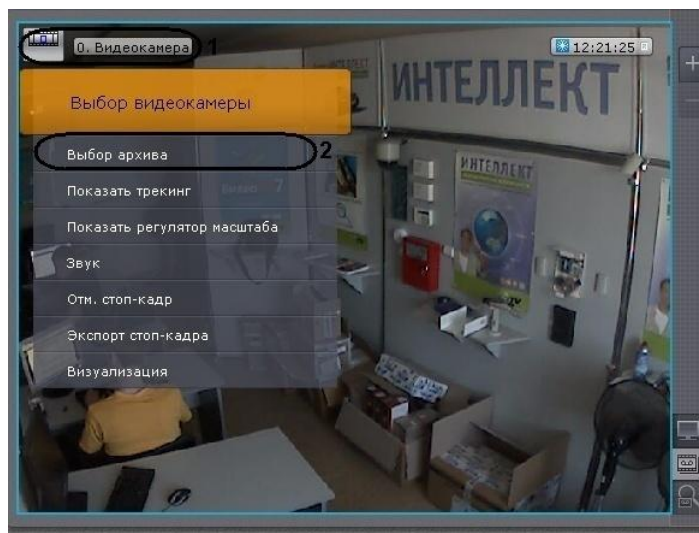 0. Видеокамера 1
12:21:25
Выбор видеокамеры
ИНТЕЛЛЕКТ
Выбор архива 2
ИНТЕЛЛЕКТ
Показать трекинг
Показать регулятор масштаба
Звук
Отм. стоп-кадр
Экспорт стоп-кадра
Визуализация